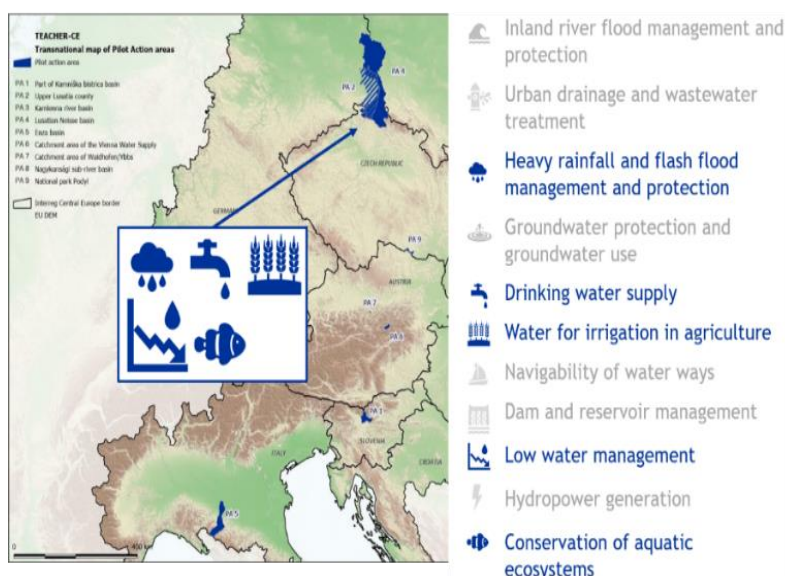 TEACHER-CE
Transnational map of Pilot Action areas
Pilot action area
PA 1 Part of Kamniška bistrica basin
PA 2 Upper Lusatia county
PA 3 Kamienna river basin
PA 4 Lusatian Neisse basin
PA 5 Enza basin
PA 6 Catchment area of the Vienna Water Supply
PA 7 Catchment area of Waidhofen/Ybbs
PA 8 Nagykunsági sub-river basin
PA 9 National park Podyjí
Interreg Central Europe border
EU DEM
PA 2
PA 4
CZECH REPUBLIC
GERMANY
PA 9
AUSTRIA
PA 7
PA 6
PA 1
SLOVENIA
CROATIA
ITALY
PA 5
0
400 km
Inland river flood management and
protection
Urban drainage and wastewater
treatment
Heavy rainfall and flash flood
management and protection
Groundwater protection and
groundwater use
Drinking water supply
Water for irrigation in agriculture
Navigability of water ways
Dam and reservoir management
Low water management
Hydropower generation
Conservation of aquatic
ecosystems